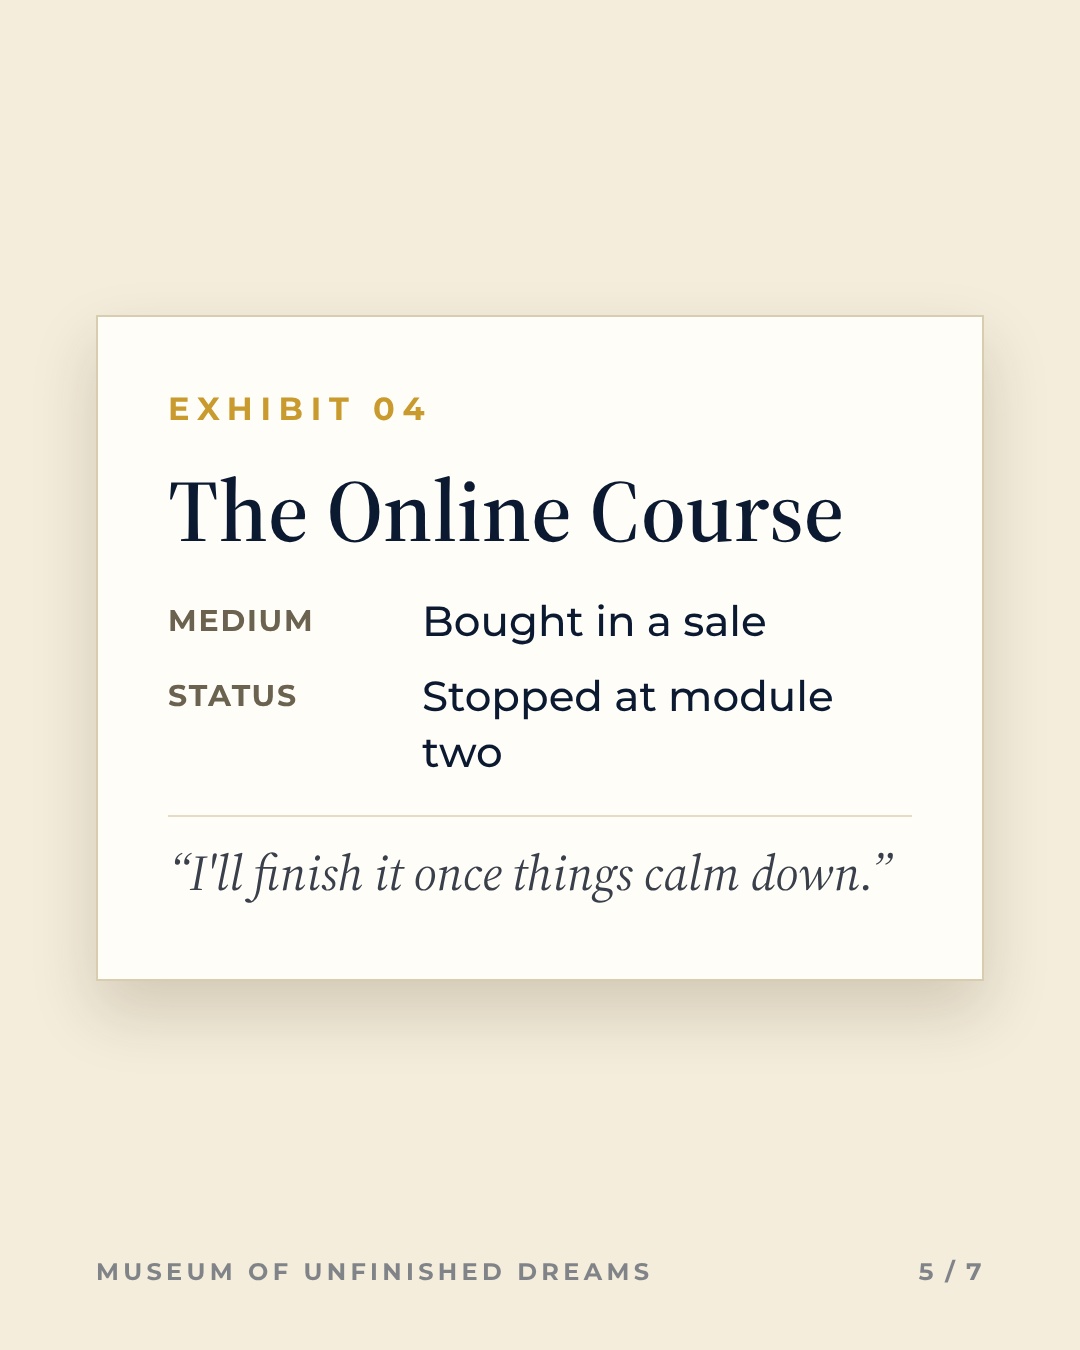 EXHIBIT 04
The Online Course
MEDIUM Bought in a sale
STATUS Stopped at module
two
“I'll finish it once things calm down.”
MUSEUM OF UNFINISHED DREAMS 5 / 7